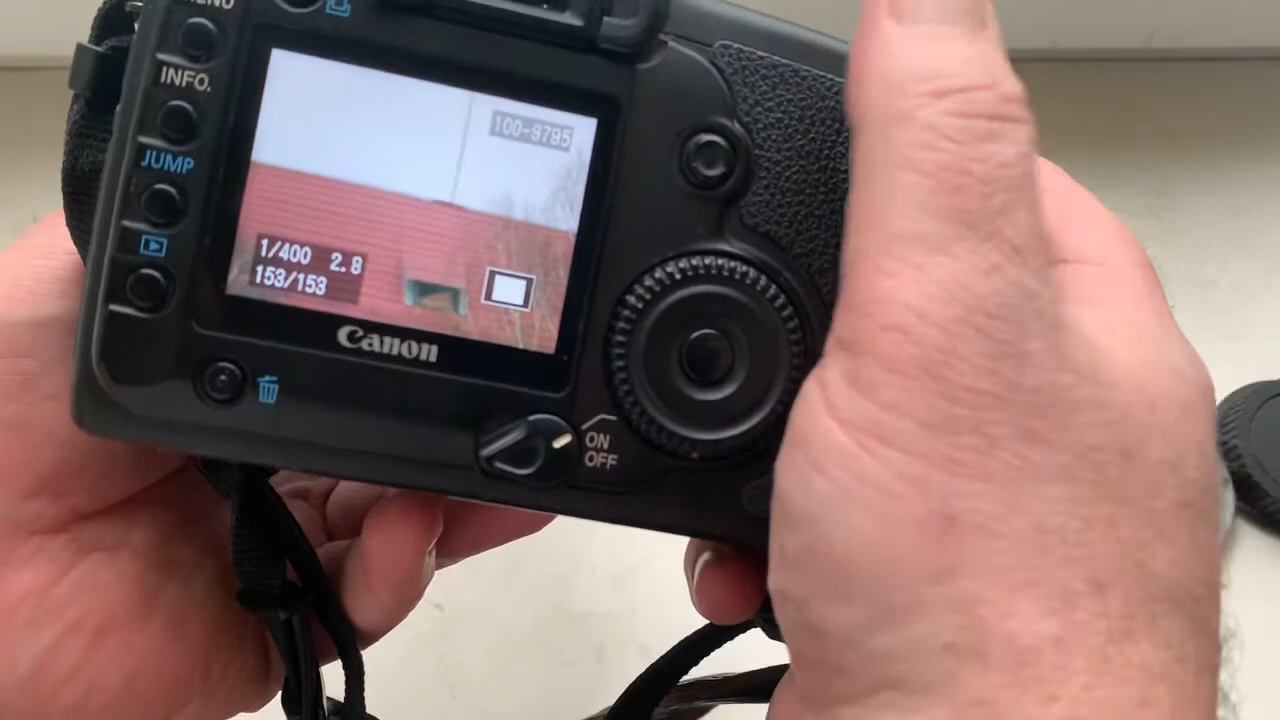 MENU
INFO.
JUMP
100-9795
1/400 2.8
153/153
Canon
ON
OFF